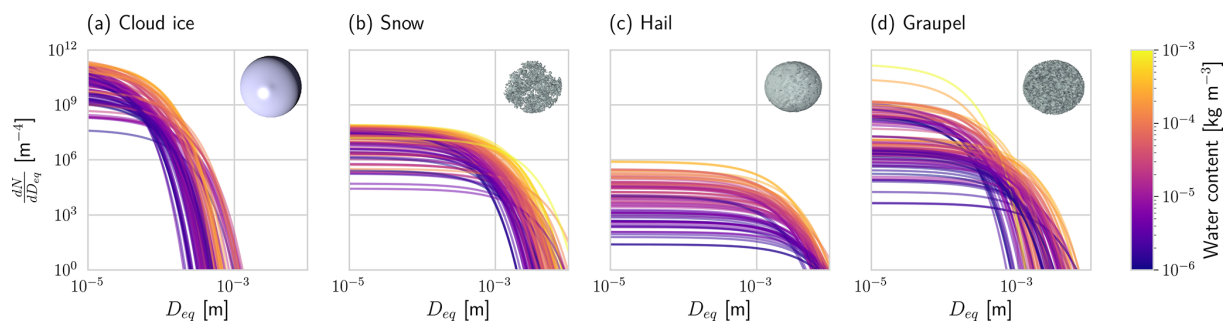 (a) Cloud ice
(b) Snow
(c) Hail
(d) Graupel
10^12
10^9
10^6
10^3
10^0
dN/dD_eq [m^−4]
10^−5
10^−3
D_eq [m]
10^−5
10^−3
D_eq [m]
10^−5
10^−3
D_eq [m]
10^−5
10^−3
D_eq [m]
10^−3
10^−4
10^−5
10^−6
Water content [kg m^−3]